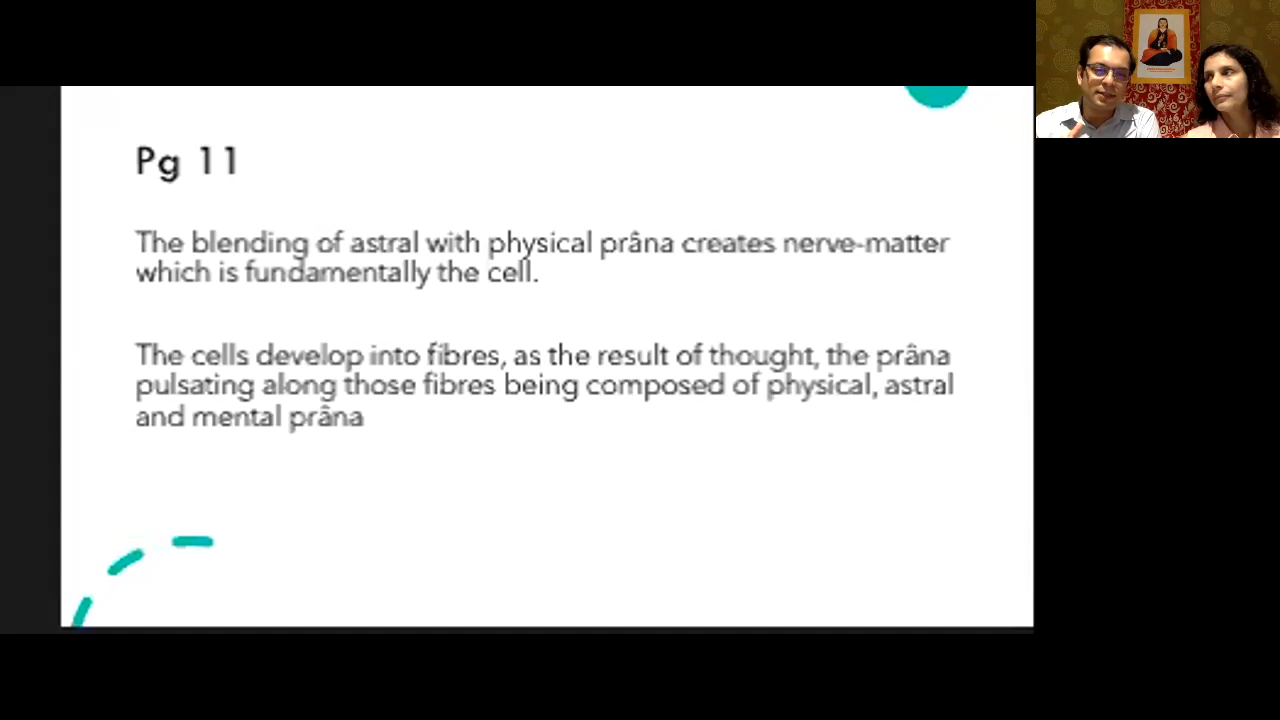 Pg 11
The blending of astral with physical prâna creates nerve-matter
which is fundamentally the cell.
The cells develop into fibres, as the result of thought, the prâna
pulsating along those fibres being composed of physical, astral
and mental prâna